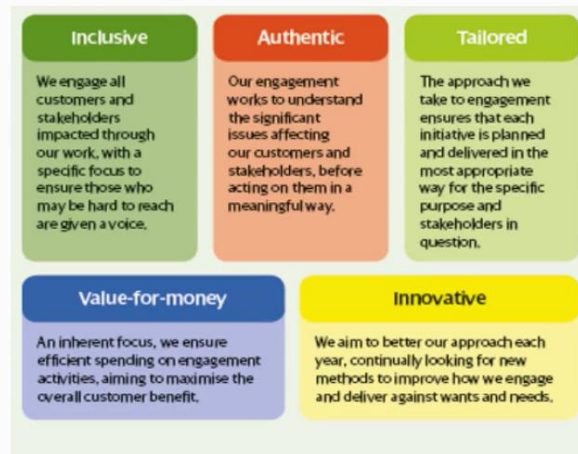 Inclusive
We engage all
customers and
stakeholders
impacted through
our work, with a
specific focus to
ensure those who
may be hard to reach
are given a voice.
Authentic
Our engagement
works to understand
the significant
issues affecting
our customers and
stakeholders, before
acting on them in a
meaningful way.
Tailored
The approach we
take to engagement
ensures that each
initiative is planned
and delivered in the
most appropriate
way for the specific
purpose and
stakeholders in
question.
Value-for-money
An inherent focus, we ensure
efficient spending on engagement
activities, aiming to maximise the
overall customer benefit.
Innovative
We aim to better our approach each
year, continually looking for new
methods to improve how we engage
and deliver against wants and needs.